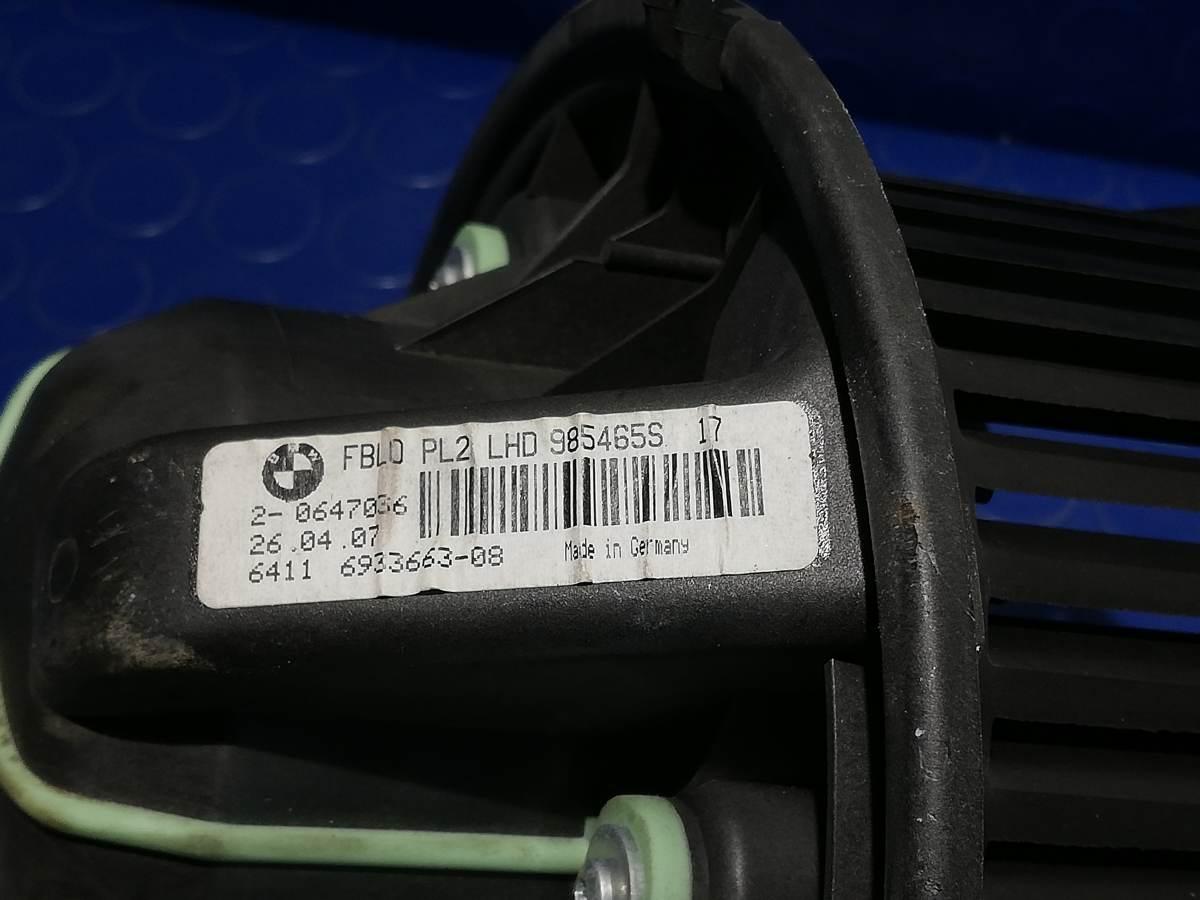 FBLO PL2 LHD 985465S 17
2- 0647036
26.04.07
6411 6933663-08 Made in Germany